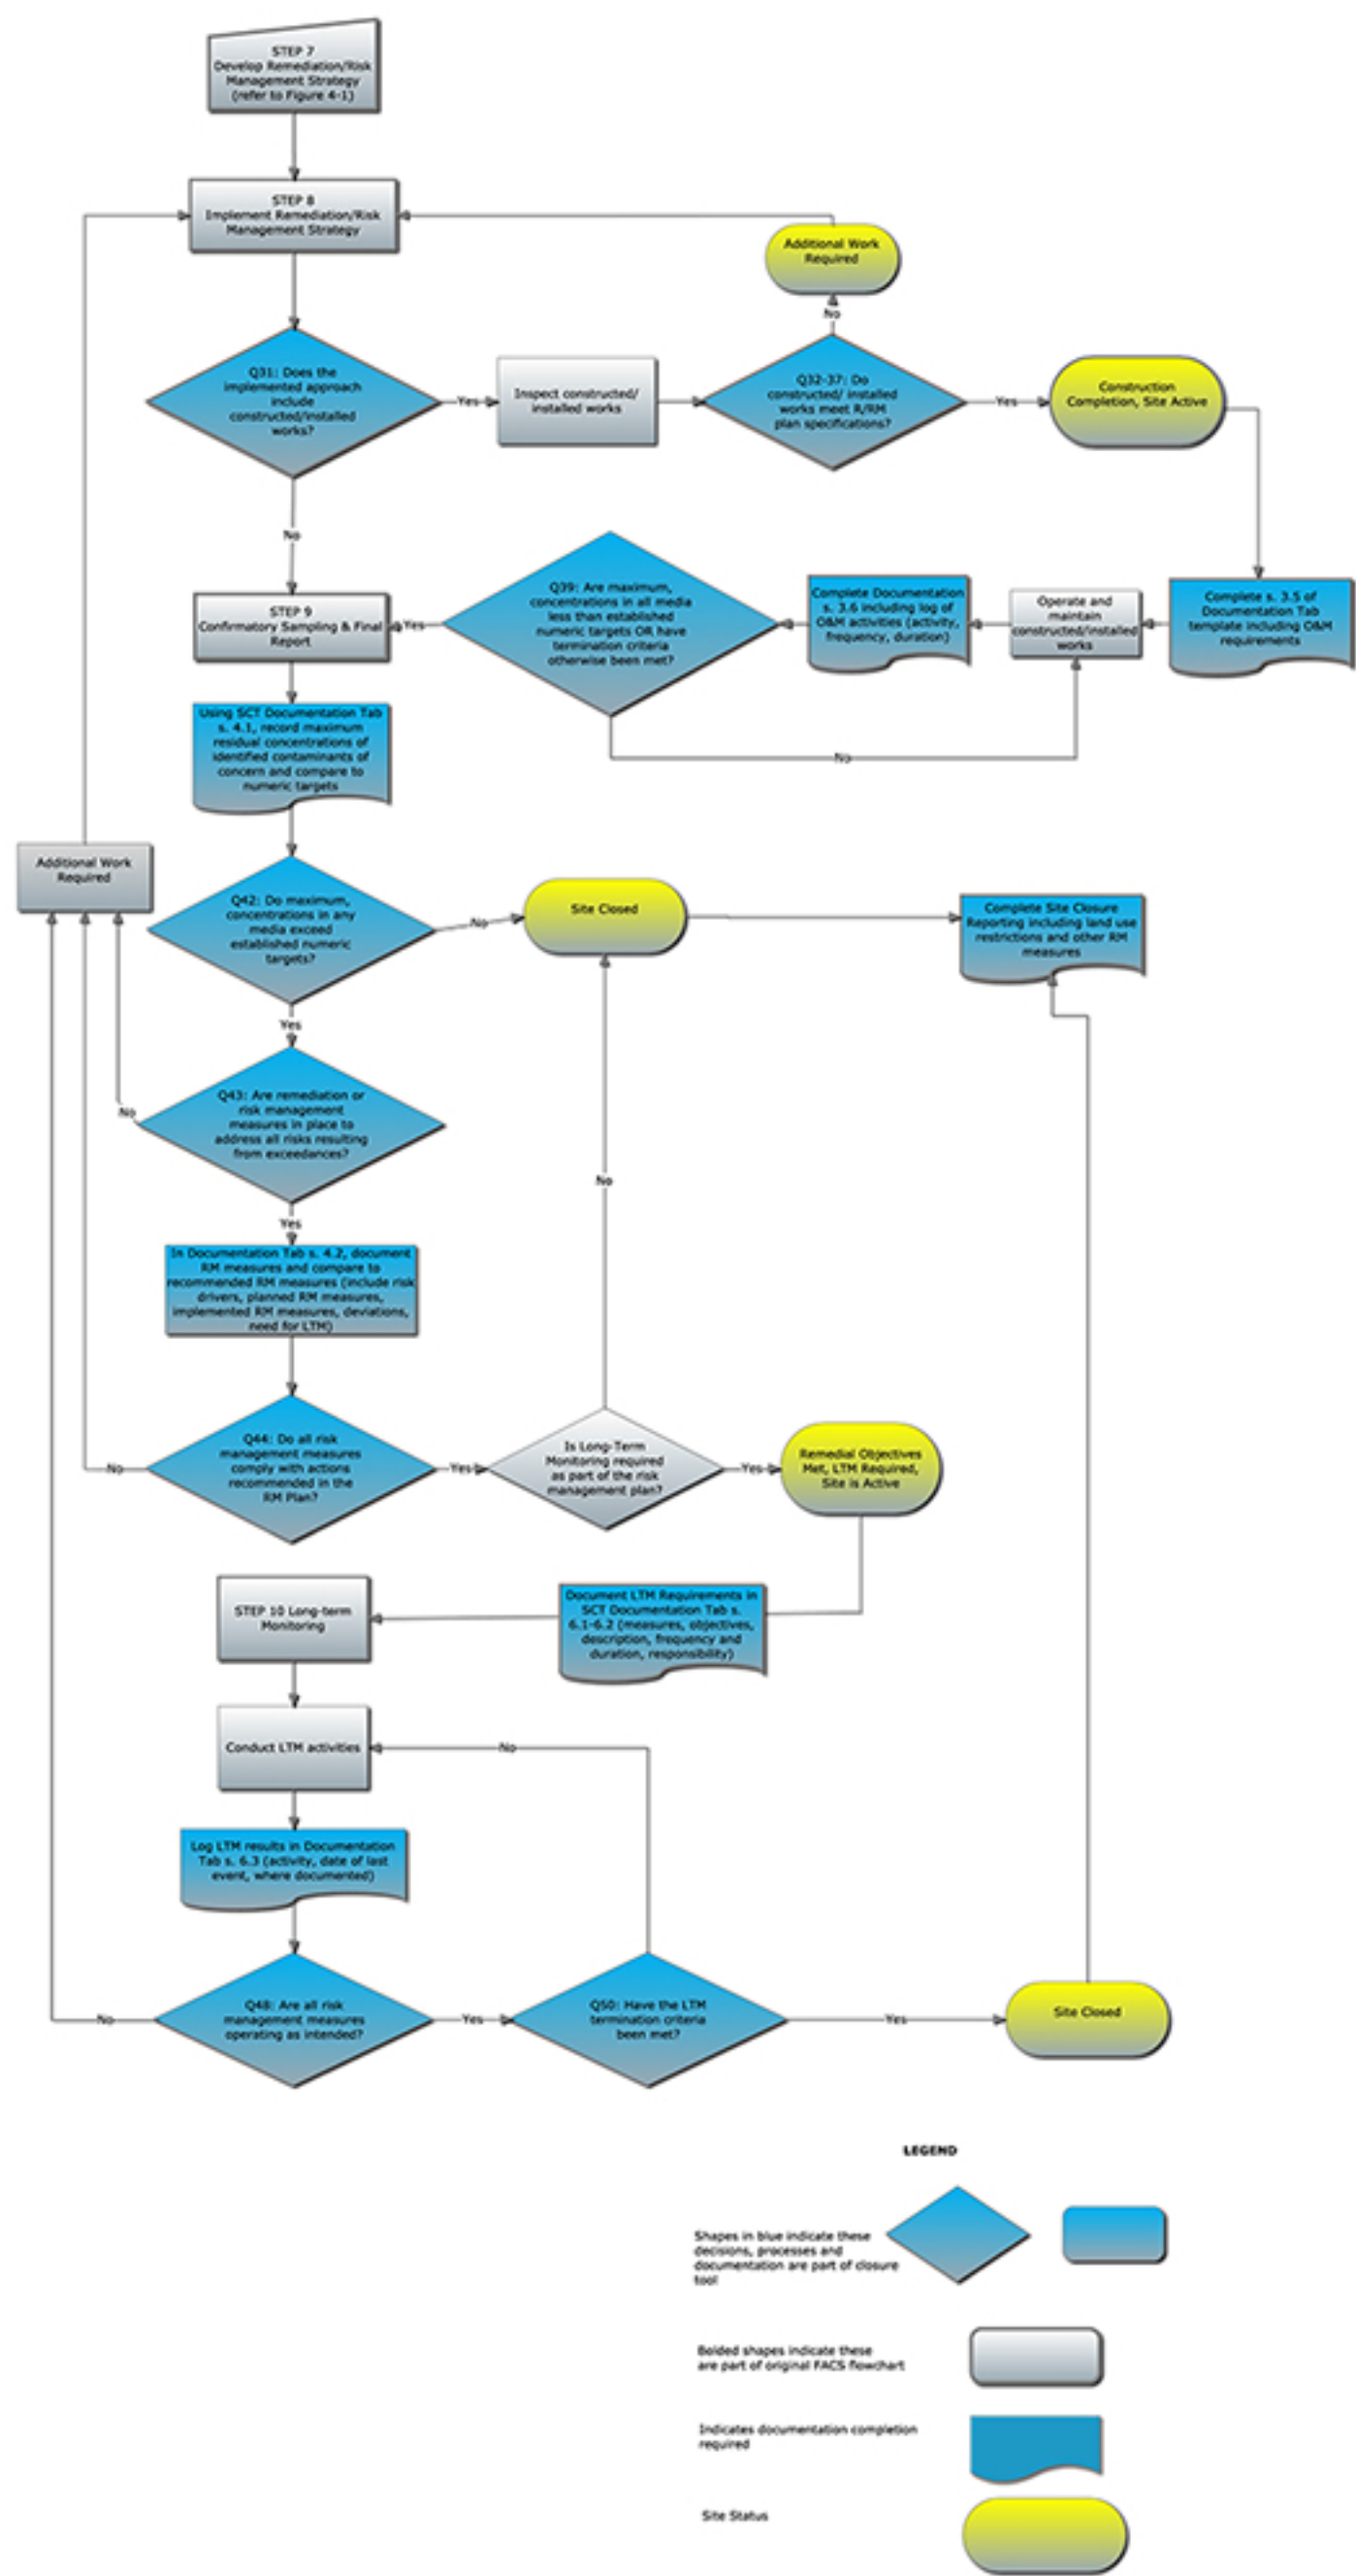 STEP 7
Develop Remediation/Risk
Management Strategy
(refer to Figure 4-1)
STEP 8
Implement Remediation/Risk
Management Strategy
Additional Work
Required
No
Q31: Does the
implemented approach
include
constructed/installed
works?
Yes
Inspect constructed/
installed works
Q32-37: Do
constructed/ installed
works meet R/RM
plan specifications?
Yes
Construction
Completion, Site Active
No
STEP 9
Confirmatory Sampling & Final
Report
Yes
Q39: Are maximum,
concentrations in all media
less than established
numeric targets OR have
termination criteria
otherwise been met?
Complete Documentation
s. 3.6 including log of
O&M activities (activity,
frequency, duration)
Operate and
maintain
constructed/installed
works
Complete s. 3.5 of
Documentation Tab
template including O&M
requirements
No
Using SCT Documentation Tab
s. 4.1, record maximum
residual concentrations of
identified contaminants of
concern and compare to
numeric targets
Additional Work
Required
Q42: Do maximum,
concentrations in any
media exceed
established numeric
targets?
No
Site Closed
Complete Site Closure
Reporting including land use
restrictions and other RM
measures
Yes
Q43: Are remediation or
risk management
measures in place to
address all risks resulting
from exceedances?
No
No
Yes
In Documentation Tab s. 4.2, document
RM measures and compare to
recommended RM measures (include risk
drivers, planned RM measures,
implemented RM measures, deviations,
need for LTM)
Q44: Do all risk
management measures
comply with actions
recommended in the
RM Plan?
No
Yes
Is Long-Term
Monitoring required
as part of the risk
management plan?
Yes
Remedial Objectives
Met, LTM Required,
Site is Active
STEP 10 Long-term
Monitoring
Document LTM Requirements in
SCT Documentation Tab s.
6.1-6.2 (measures, objectives,
description, frequency and
duration, responsibility)
Conduct LTM activities
No
Log LTM results in Documentation
Tab s. 6.3 (activity, date of last
event, where documented)
No
Q48: Are all risk
management measures
operating as intended?
Yes
Q50: Have the LTM
termination criteria
been met?
Yes
Site Closed
LEGEND
Shapes in blue indicate these
decisions, processes and
documentation are part of closure
tool
Bolded shapes indicate these
are part of original FACS flowchart
Indicates documentation completion
required
Site Status